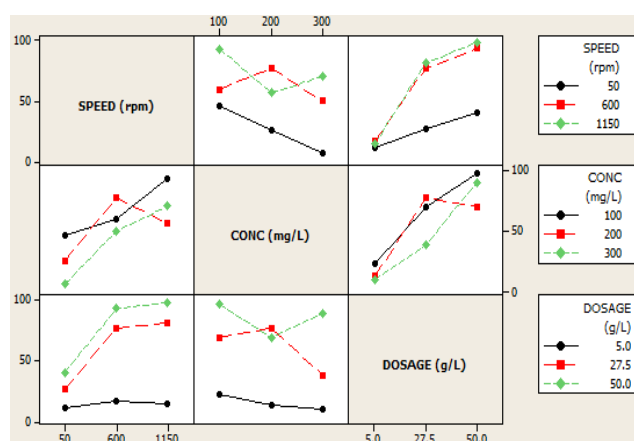 100 200 300
100
50
0
SPEED (rpm)
SPEED
(rpm)
50
600
1150
CONC (mg/L)
100
50
0
CONC
(mg/L)
100
200
300
100
50
0
DOSAGE (g/L)
DOSAGE
(g/L)
5.0
27.5
50.0
50 600 1150
5.0 27.5 50.0